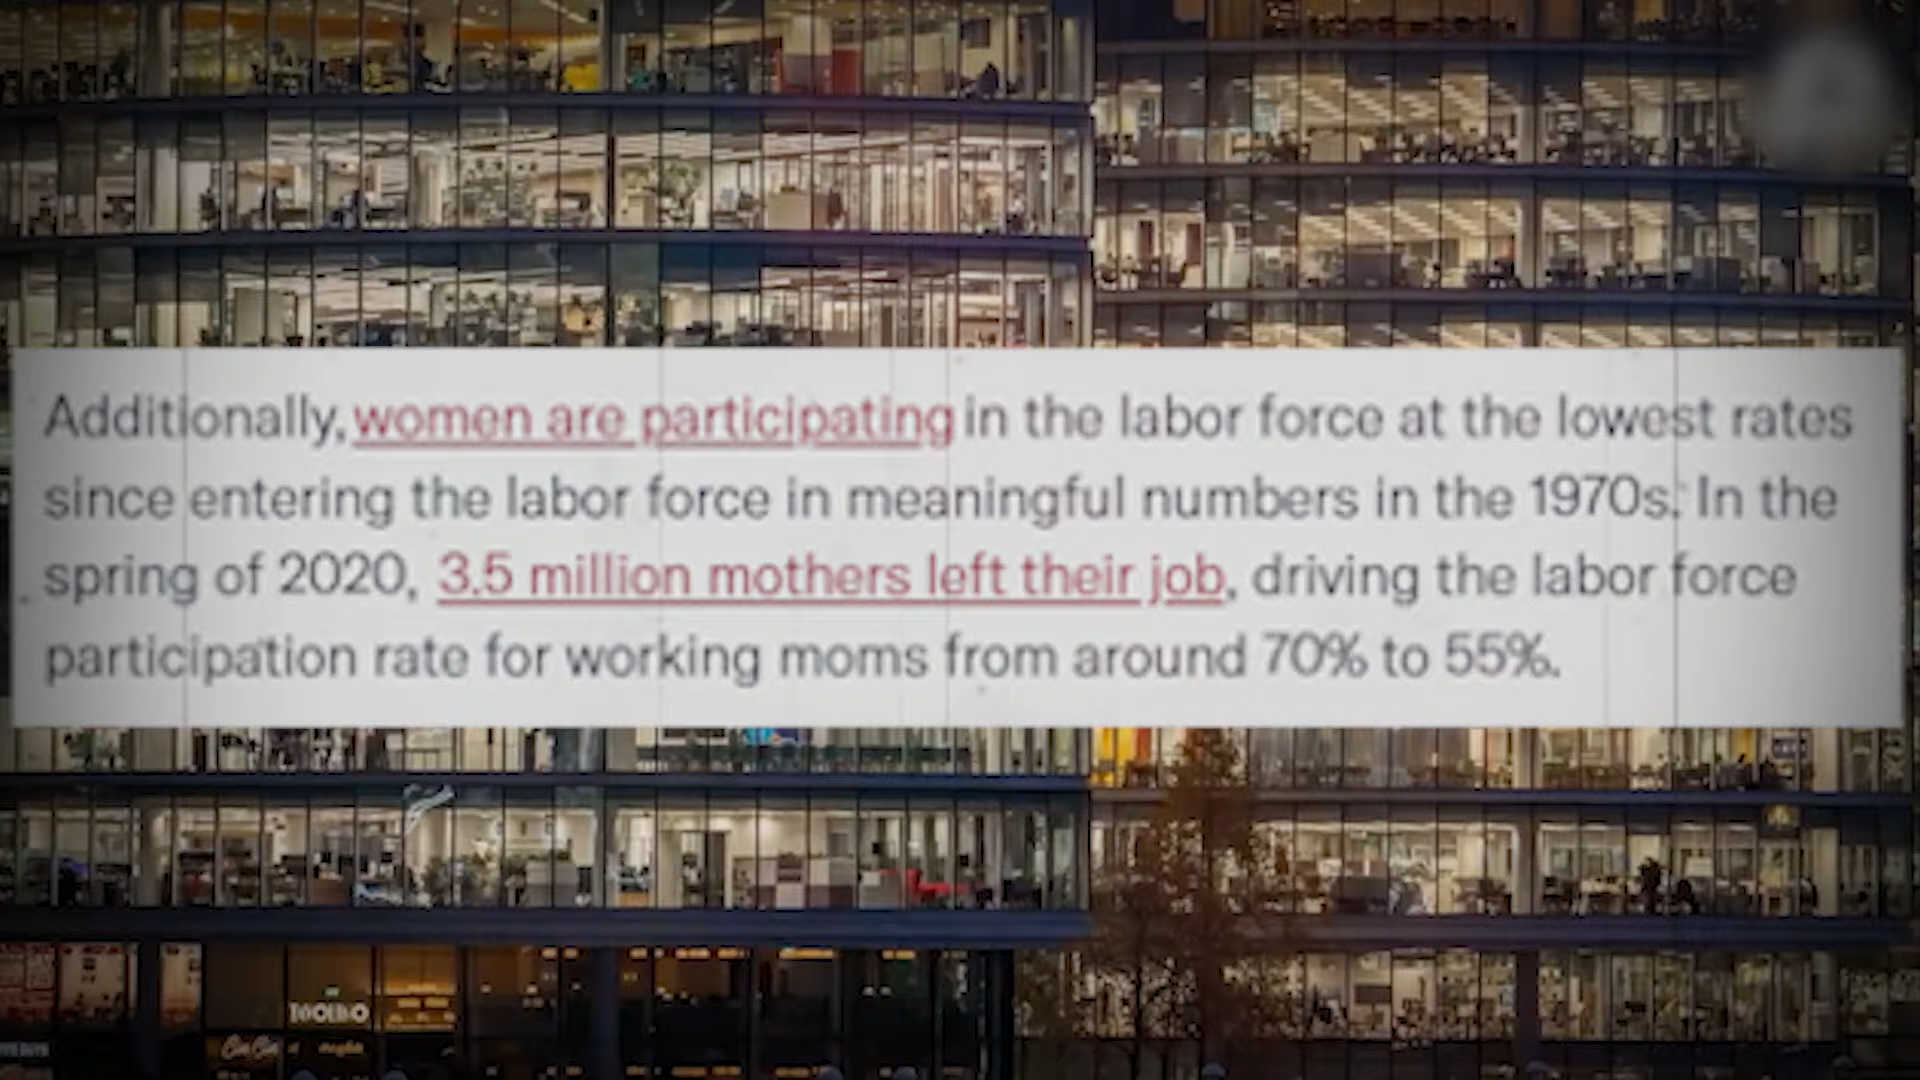 Additionally, women are participating in the labor force at the lowest rates
since entering the labor force in meaningful numbers in the 1970s. In the
spring of 2020, 3.5 million mothers left their job, driving the labor force
participation rate for working moms from around 70% to 55%.